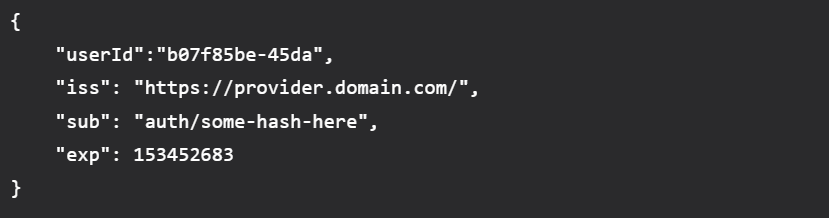 {
"userId":"b07f85be-45da",
"iss": "https://provider.domain.com/",
"sub": "auth/some-hash-here",
"exp": 153452683
}